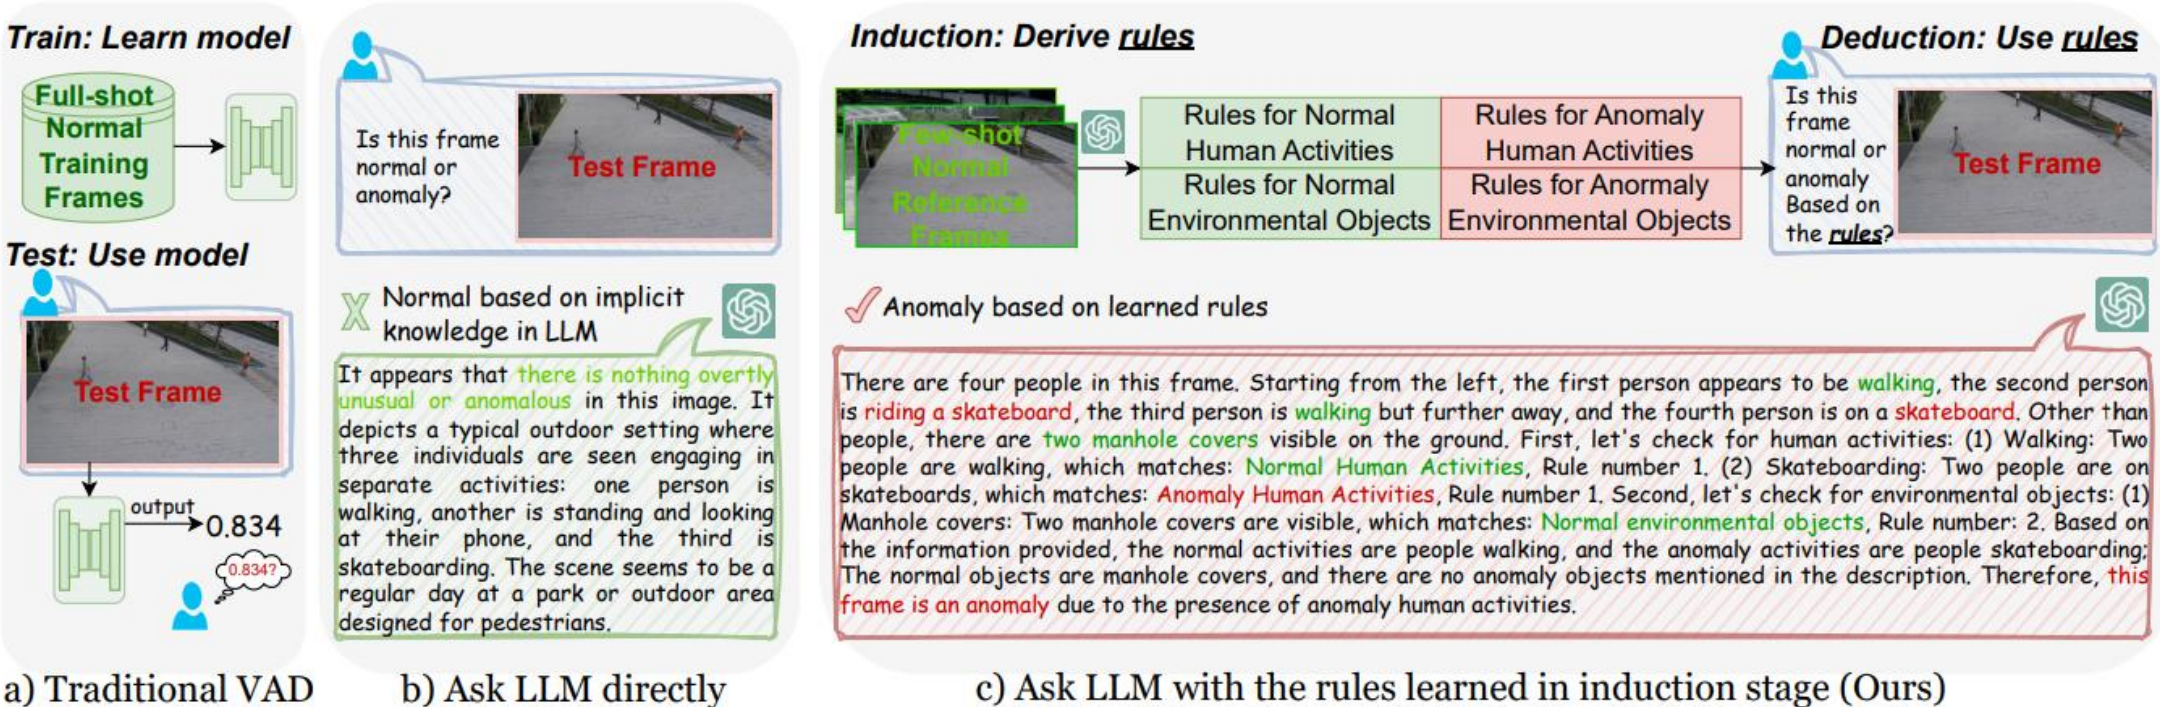 Train: Learn model
Full-shot
Normal
Training
Frames
Test: Use model
Test Frame
output
0.834
0.834?
a) Traditional VAD
Is this frame
normal or
anomaly?
Test Frame
X Normal based on implicit
knowledge in LLM
It appears that there is nothing overtly
unusual or anomalous in this image. It
depicts a typical outdoor setting where
three individuals are seen engaging in
separate activities: one person is
walking, another is standing and looking
at their phone, and the third is
skateboarding. The scene seems to be a
regular day at a park or outdoor area
designed for pedestrians.
b) Ask LLM directly
Induction: Derive rules
Few-shot
Normal
Reference
Frames
Rules for Normal
Human Activities
Rules for Anomaly
Human Activities
Rules for Normal
Environmental Objects
Rules for Anormaly
Environmental Objects
Deduction: Use rules
Is this
frame
normal or
anomaly
Based on
the rules?
Test Frame
Anomaly based on learned rules
There are four people in this frame. Starting from the left, the first person appears to be walking, the second person
is riding a skateboard, the third person is walking but further away, and the fourth person is on a skateboard. Other than
people, there are two manhole covers visible on the ground. First, let's check for human activities: (1) Walking: Two
people are walking, which matches: Normal Human Activities, Rule number 1. (2) Skateboarding: Two people are on
skateboards, which matches: Anomaly Human Activities, Rule number 1. Second, let's check for environmental objects: (1)
Manhole covers: Two manhole covers are visible, which matches: Normal environmental objects, Rule number: 2. Based on
the information provided, the normal activities are people walking, and the anomaly activities are people skateboarding;
The normal objects are manhole covers, and there are no anomaly objects mentioned in the description. Therefore, this
frame is an anomaly due to the presence of anomaly human activities.
c) Ask LLM with the rules learned in induction stage (Ours)